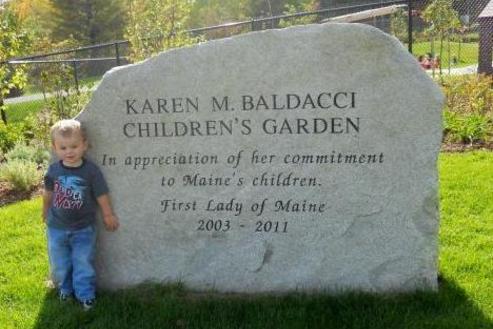 KAREN M. BALDACCI
CHILDREN'S GARDEN
In appreciation of her commitment
to Maine's children.
First Lady of Maine
2003 - 2011